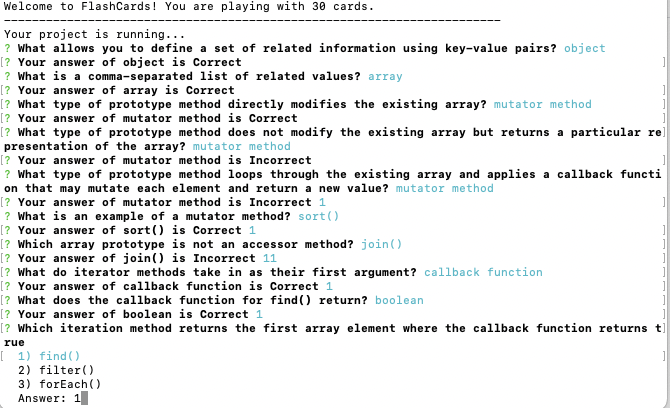 Welcome to FlashCards! You are playing with 30 cards.
-----------------------------------------------------------------------
Your project is running...
? What allows you to define a set of related information using key-value pairs? object
[? Your answer of object is Correct ]
? What is a comma-separated list of related values? array
[? Your answer of array is Correct ]
? What type of prototype method directly modifies the existing array? mutator method
[? Your answer of mutator method is Correct ]
? What type of prototype method does not modify the existing array but returns a particular re]
presentation of the array? mutator method
[? Your answer of mutator method is Incorrect ]
? What type of prototype method loops through the existing array and applies a callback functi
on that may mutate each element and return a new value? mutator method
[? Your answer of mutator method is Incorrect 1 ]
? What is an example of a mutator method? sort()
[? Your answer of sort() is Correct 1 ]
? Which array prototype is not an accessor method? join()
[? Your answer of join() is Incorrect 11 ]
? What do iterator methods take in as their first argument? callback function
[? Your answer of callback function is Correct 1 ]
? What does the callback function for find() return? boolean
[? Your answer of boolean is Correct 1 ]
[? Which iteration method returns the first array element where the callback function returns t]
rue
[ 1) find() ]
2) filter()
3) forEach()
Answer: 1